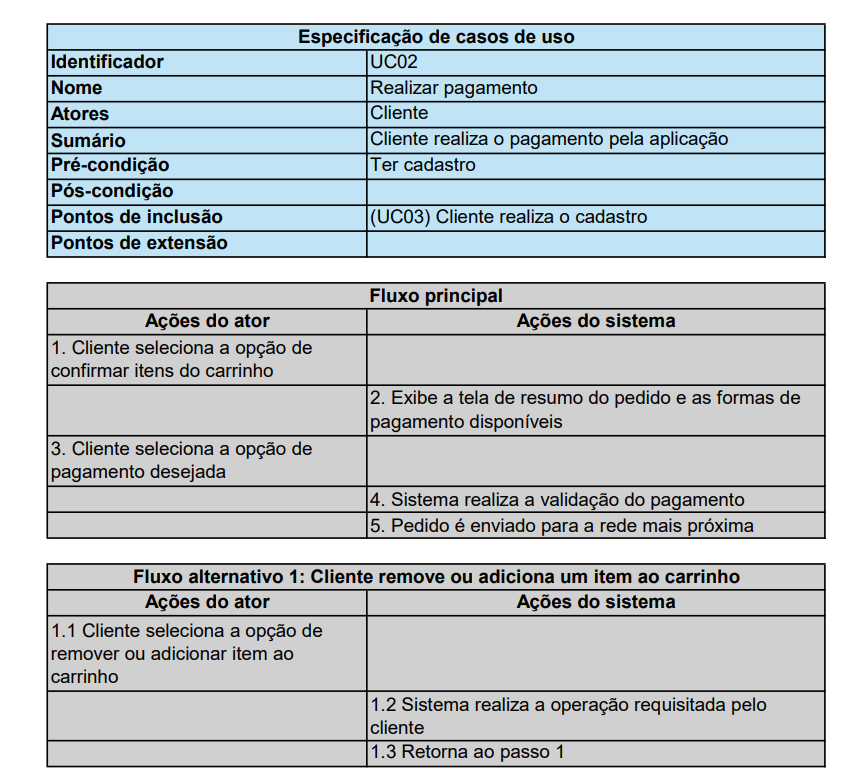 Especificação de casos de uso
Identificador UC02
Nome Realizar pagamento
Atores Cliente
Sumário Cliente realiza o pagamento pela aplicação
Pré-condição Ter cadastro
Pós-condição
Pontos de inclusão (UC03) Cliente realiza o cadastro
Pontos de extensão
Fluxo principal
Ações do ator Ações do sistema
1. Cliente seleciona a opção de
confirmar itens do carrinho
2. Exibe a tela de resumo do pedido e as formas de
pagamento disponíveis
3. Cliente seleciona a opção de
pagamento desejada
4. Sistema realiza a validação do pagamento
5. Pedido é enviado para a rede mais próxima
Fluxo alternativo 1: Cliente remove ou adiciona um item ao carrinho
Ações do ator Ações do sistema
1.1 Cliente seleciona a opção de
remover ou adicionar item ao
carrinho
1.2 Sistema realiza a operação requisitada pelo
cliente
1.3 Retorna ao passo 1